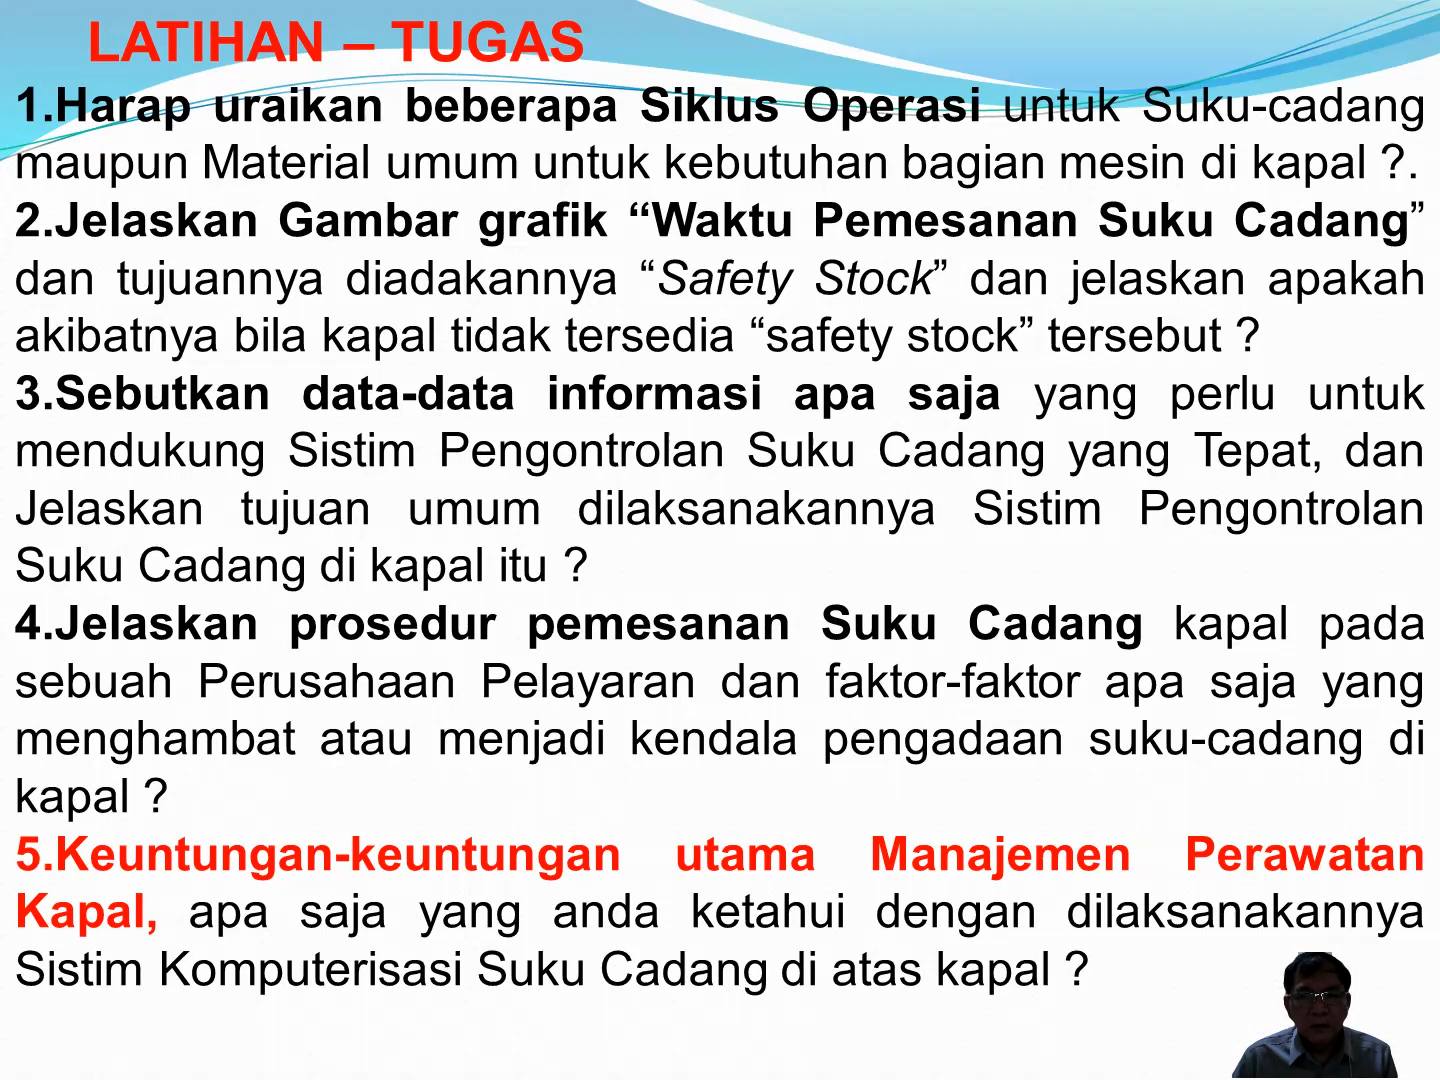 LATIHAN – TUGAS
1.Harap uraikan beberapa Siklus Operasi untuk Suku-cadang
maupun Material umum untuk kebutuhan bagian mesin di kapal ?.
2.Jelaskan Gambar grafik “Waktu Pemesanan Suku Cadang”
dan tujuannya diadakannya “Safety Stock” dan jelaskan apakah
akibatnya bila kapal tidak tersedia “safety stock” tersebut ?
3.Sebutkan data-data informasi apa saja yang perlu untuk
mendukung Sistim Pengontrolan Suku Cadang yang Tepat, dan
Jelaskan tujuan umum dilaksanakannya Sistim Pengontrolan
Suku Cadang di kapal itu ?
4.Jelaskan prosedur pemesanan Suku Cadang kapal pada
sebuah Perusahaan Pelayaran dan faktor-faktor apa saja yang
menghambat atau menjadi kendala pengadaan suku-cadang di
kapal ?
5.Keuntungan-keuntungan utama Manajemen Perawatan
Kapal, apa saja yang anda ketahui dengan dilaksanakannya
Sistim Komputerisasi Suku Cadang di atas kapal ?